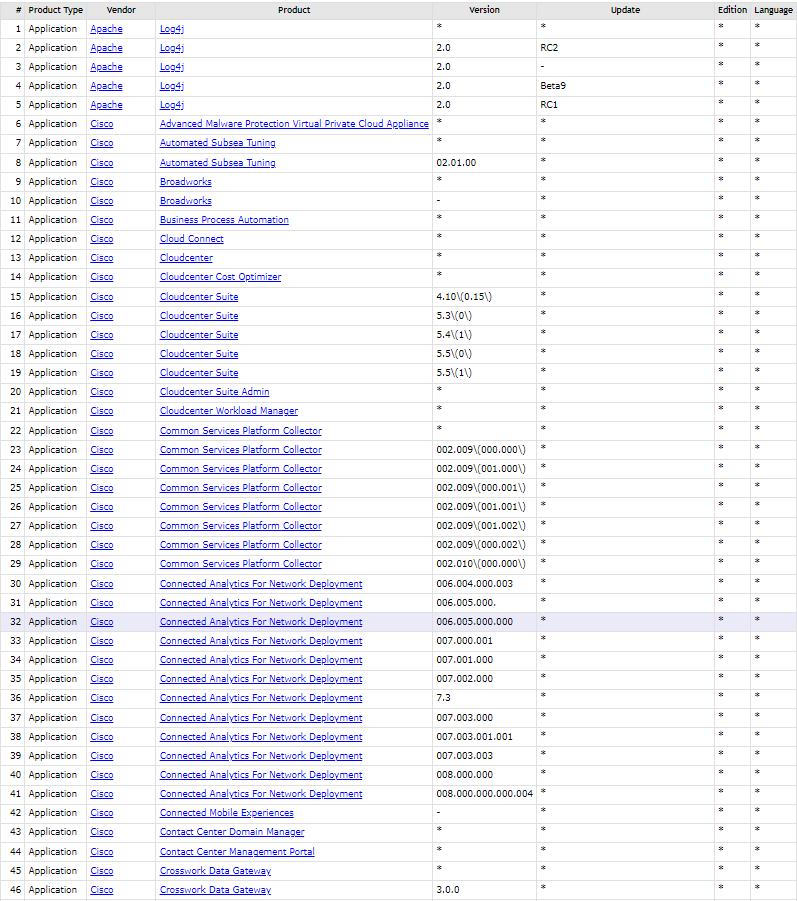 # Product Type Vendor Product Version Update Edition Language
1 Application Apache Log4j * * * *
2 Application Apache Log4j 2.0 RC2 * *
3 Application Apache Log4j 2.0 - * *
4 Application Apache Log4j 2.0 Beta9 * *
5 Application Apache Log4j 2.0 RC1 * *
6 Application Cisco Advanced Malware Protection Virtual Private Cloud Appliance * * * *
7 Application Cisco Automated Subsea Tuning * * * *
8 Application Cisco Automated Subsea Tuning 02.01.00 * * *
9 Application Cisco Broadworks * * * *
10 Application Cisco Broadworks - * * *
11 Application Cisco Business Process Automation * * * *
12 Application Cisco Cloud Connect * * * *
13 Application Cisco Cloudcenter * * * *
14 Application Cisco Cloudcenter Cost Optimizer * * * *
15 Application Cisco Cloudcenter Suite 4.10\(0.15\) * * *
16 Application Cisco Cloudcenter Suite 5.3\(0\) * * *
17 Application Cisco Cloudcenter Suite 5.4\(1\) * * *
18 Application Cisco Cloudcenter Suite 5.5\(0\) * * *
19 Application Cisco Cloudcenter Suite 5.5\(1\) * * *
20 Application Cisco Cloudcenter Suite Admin * * * *
21 Application Cisco Cloudcenter Workload Manager * * * *
22 Application Cisco Common Services Platform Collector * * * *
23 Application Cisco Common Services Platform Collector 002.009\(000.000\) * * *
24 Application Cisco Common Services Platform Collector 002.009\(001.000\) * * *
25 Application Cisco Common Services Platform Collector 002.009\(000.001\) * * *
26 Application Cisco Common Services Platform Collector 002.009\(001.001\) * * *
27 Application Cisco Common Services Platform Collector 002.009\(001.002\) * * *
28 Application Cisco Common Services Platform Collector 002.009\(000.002\) * * *
29 Application Cisco Common Services Platform Collector 002.010\(000.000\) * * *
30 Application Cisco Connected Analytics For Network Deployment 006.004.000.003 * * *
31 Application Cisco Connected Analytics For Network Deployment 006.005.000. * * *
32 Application Cisco Connected Analytics For Network Deployment 006.005.000.000 * * *
33 Application Cisco Connected Analytics For Network Deployment 007.000.001 * * *
34 Application Cisco Connected Analytics For Network Deployment 007.001.000 * * *
35 Application Cisco Connected Analytics For Network Deployment 007.002.000 * * *
36 Application Cisco Connected Analytics For Network Deployment 7.3 * * *
37 Application Cisco Connected Analytics For Network Deployment 007.003.000 * * *
38 Application Cisco Connected Analytics For Network Deployment 007.003.001.001 * * *
39 Application Cisco Connected Analytics For Network Deployment 007.003.003 * * *
40 Application Cisco Connected Analytics For Network Deployment 008.000.000 * * *
41 Application Cisco Connected Analytics For Network Deployment 008.000.000.000.004 * * *
42 Application Cisco Connected Mobile Experiences - * * *
43 Application Cisco Contact Center Domain Manager * * * *
44 Application Cisco Contact Center Management Portal * * * *
45 Application Cisco Crosswork Data Gateway * * * *
46 Application Cisco Crosswork Data Gateway 3.0.0 * * *